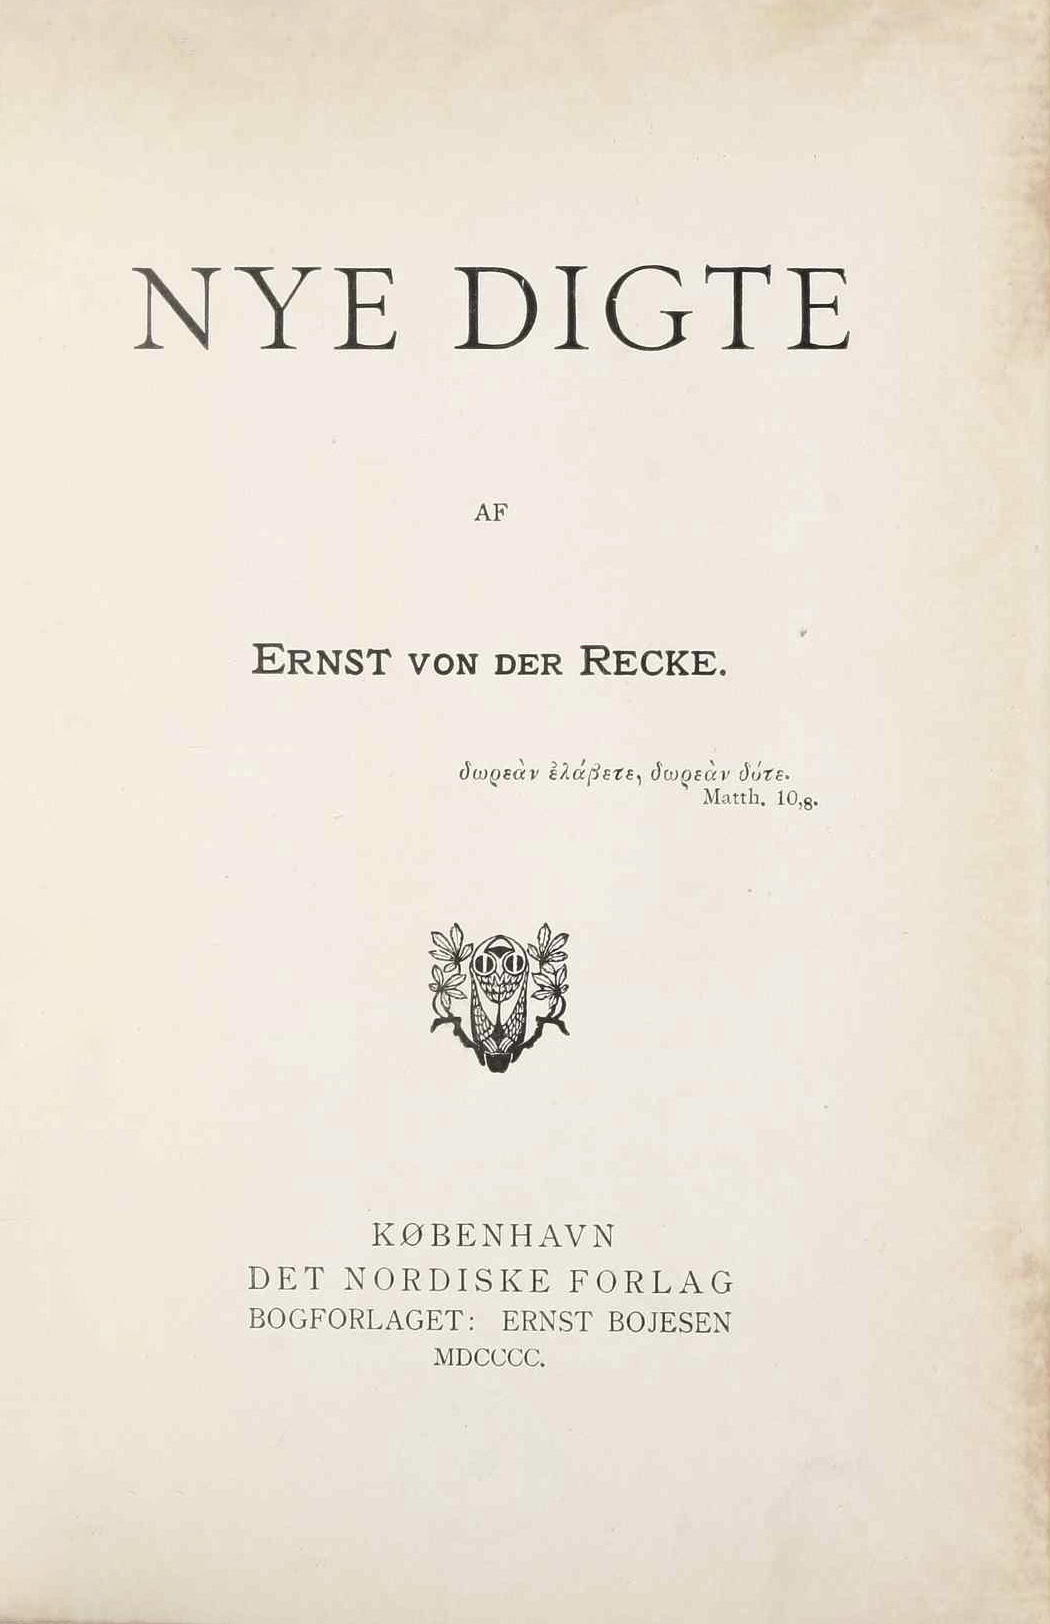 NYE DIGTE
AF
ERNST VON DER RECKE.
δωρεὰν ἐλάβετε, δωρεὰν δότε.
Matth. 10,8.
KØBENHAVN
DET NORDISKE FORLAG
BOGFORLAGET: ERNST BOJESEN
MDCCCC.